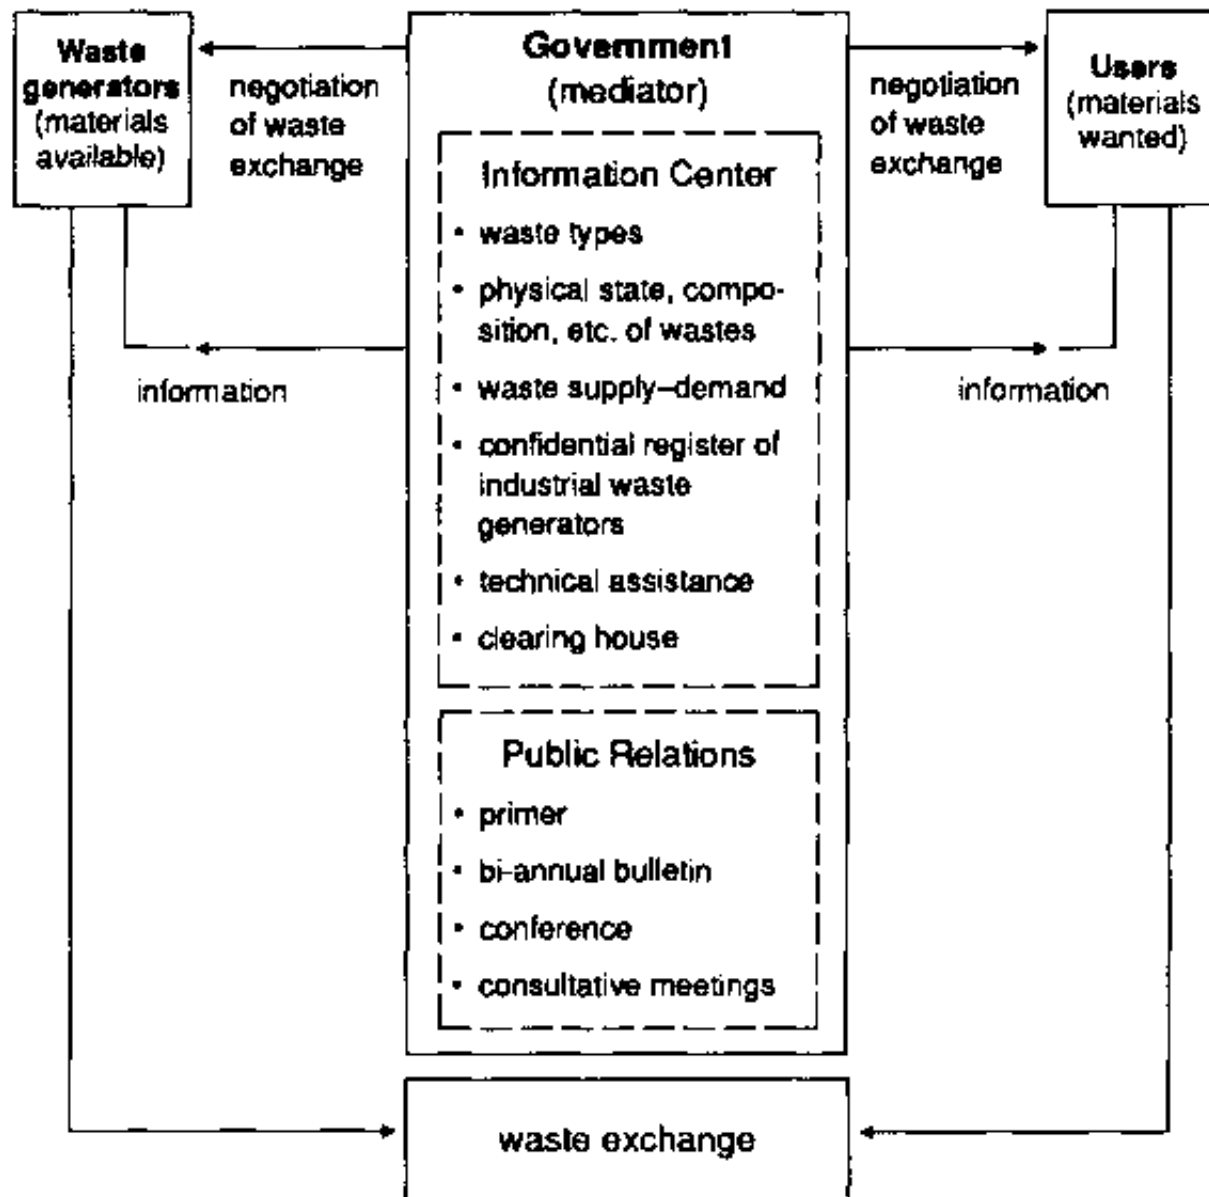 Waste
generators
(materials
available)
negotiation
of waste
exchange
Government
(mediator)
Information Center
• waste types
• physical state, compo-
sition, etc. of wastes
• waste supply–demand
• confidential register of
industrial waste
generators
• technical assistance
• clearing house
Public Relations
• primer
• bi-annual bulletin
• conference
• consultative meetings
negotiation
of waste
exchange
Users
(materials
wanted)
information
information
waste exchange